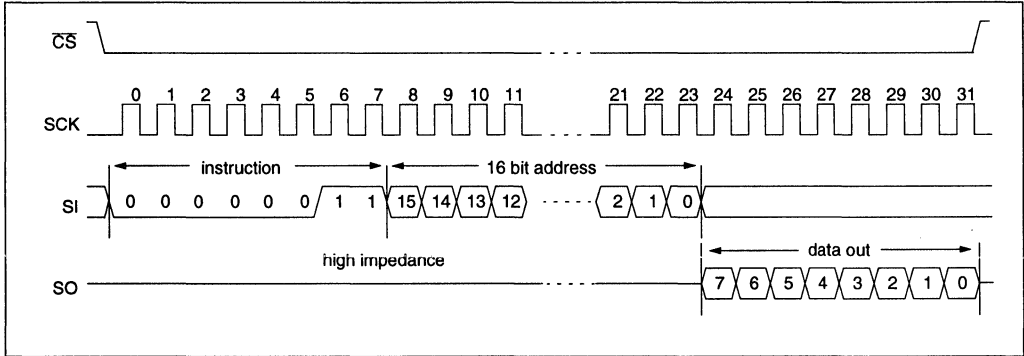 CS
0 1 2 3 4 5 6 7 8 9 10 11 21 22 23 24 25 26 27 28 29 30 31
SCK
instruction 16 bit address
SI 0 0 0 0 0 0 1 1 15 14 13 12 2 1 0
high impedance data out
SO 7 6 5 4 3 2 1 0